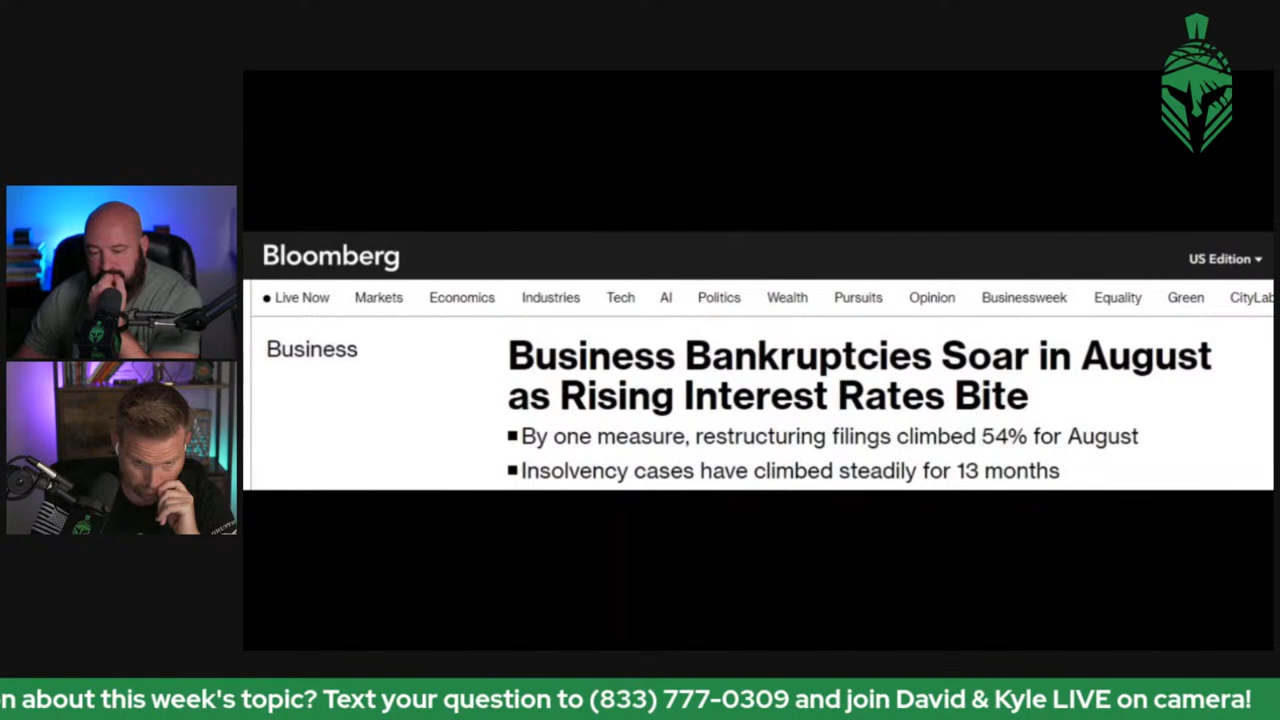 Bloomberg
US Edition
Live Now Markets Economics Industries Tech AI Politics Wealth Pursuits Opinion Businessweek Equality Green CityLab
Business
Business Bankruptcies Soar in August
as Rising Interest Rates Bite
By one measure, restructuring filings climbed 54% for August
Insolvency cases have climbed steadily for 13 months
n about this week's topic? Text your question to (833) 777-0309 and join David & Kyle LIVE on camera!